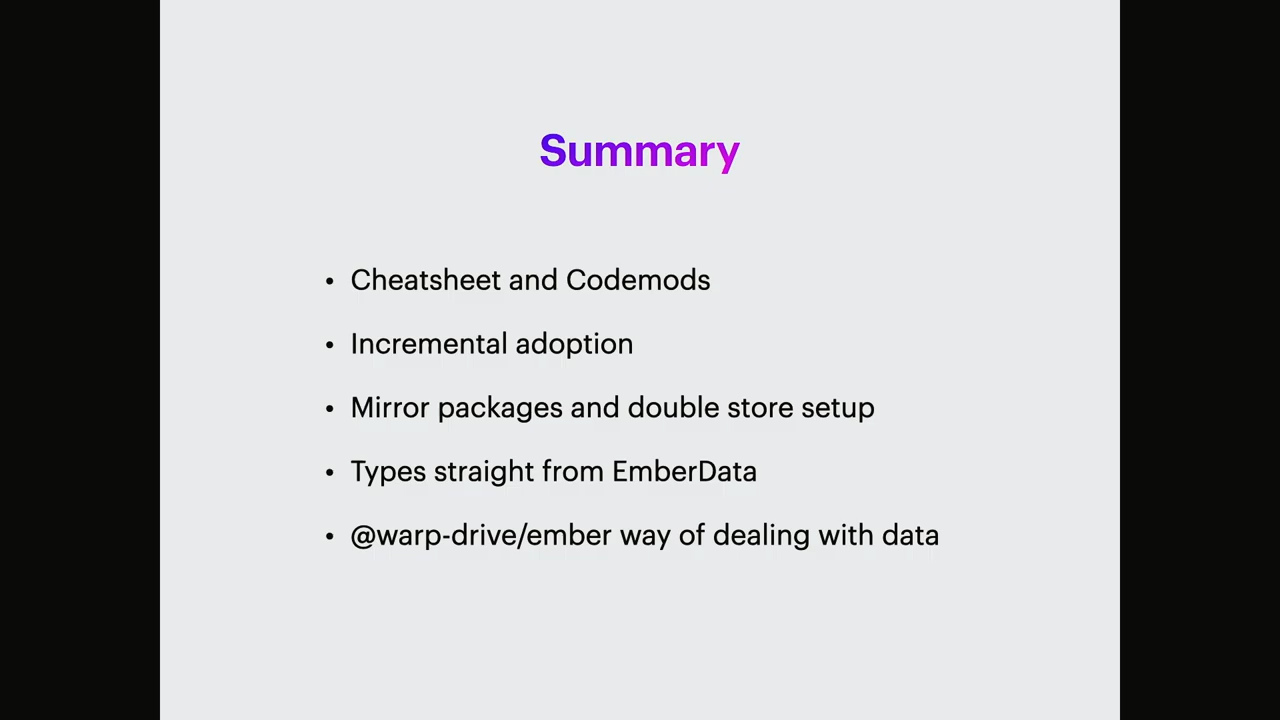 Summary
• Cheatsheet and Codemods
• Incremental adoption
• Mirror packages and double store setup
• Types straight from EmberData
• @warp-drive/ember way of dealing with data